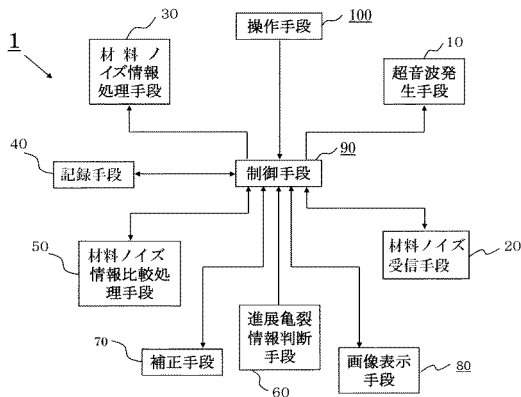 30
操作手段
100
1
材料ノ
イズ情報
処理手段
10
超音波発
生手段
40
記録手段
90
制御手段
50
材料ノイズ
情報比較処
理手段
材料ノイズ
受信手段
20
70
補正手段
進展亀裂
情報判断
手段
60
画像表示
手段
80